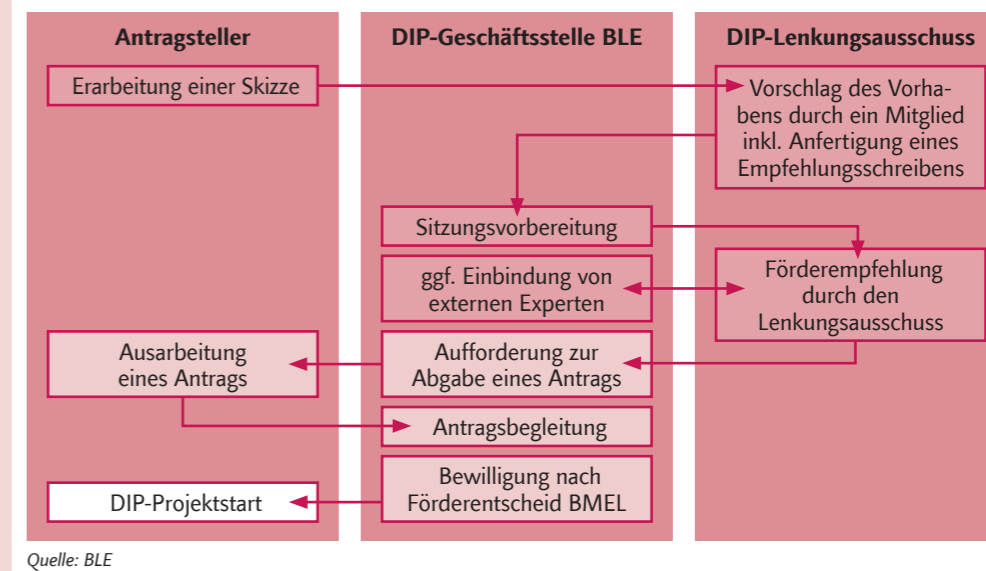 Antragsteller
DIP-Geschäftsstelle BLE
DIP-Lenkungsausschuss
Erarbeitung einer Skizze
Vorschlag des Vorha-
bens durch ein Mitglied
inkl. Anfertigung eines
Empfehlungsschreibens
Sitzungsvorbereitung
ggf. Einbindung von
externen Experten
Förderempfehlung
durch den
Lenkungsausschuss
Aufforderung zur
Abgabe eines Antrags
Ausarbeitung
eines Antrags
Antragsbegleitung
Bewilligung nach
Förderentscheid BMEL
DIP-Projektstart
Quelle: BLE